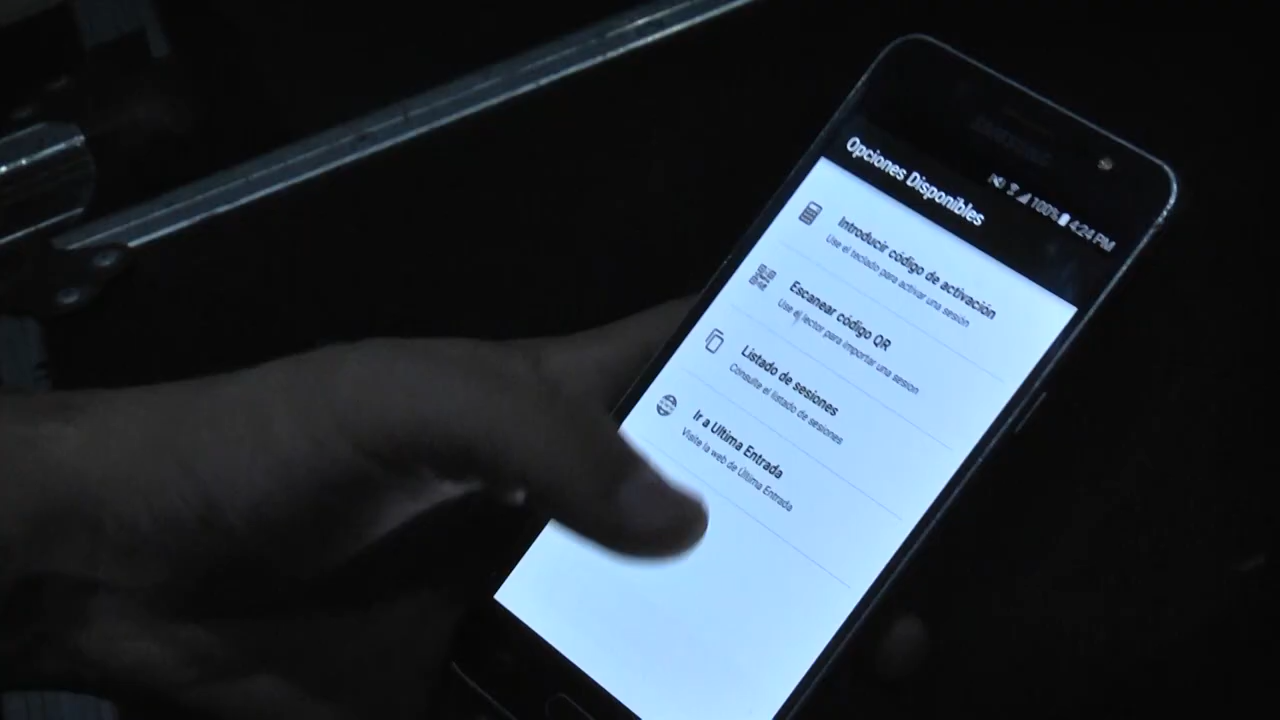 100% 4:24 PM
Opciones Disponibles
Introducir código de activación
Use el teclado para activar una sesión
Escanear código QR
Use el lector para importar una sesion
Listado de sesiones
Consulte el listado de sesiones
Ir a Ultima Entrada
Visite la web de Última Entrada